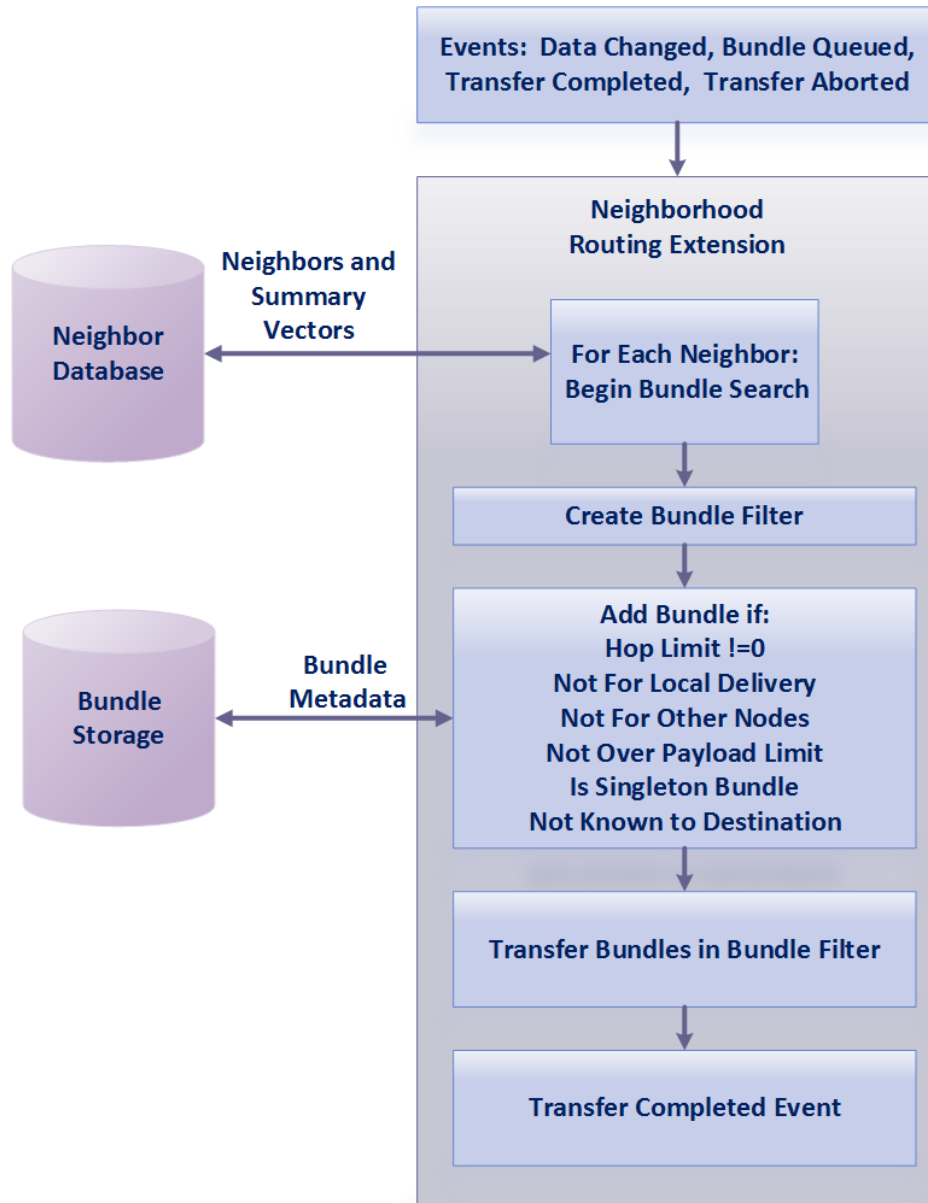 Events:  Data Changed, Bundle Queued,
Transfer Completed,  Transfer Aborted
Neighborhood
Routing Extension
Neighbors and
Summary
Vectors
Neighbor
Database
For Each Neighbor:
Begin Bundle Search
Create Bundle Filter
Add Bundle if:
Hop Limit !=0
Not For Local Delivery
Not For Other Nodes
Not Over Payload Limit
Is Singleton Bundle
Not Known to Destination
Bundle
Metadata
Bundle
Storage
Transfer Bundles in Bundle Filter
Transfer Completed Event